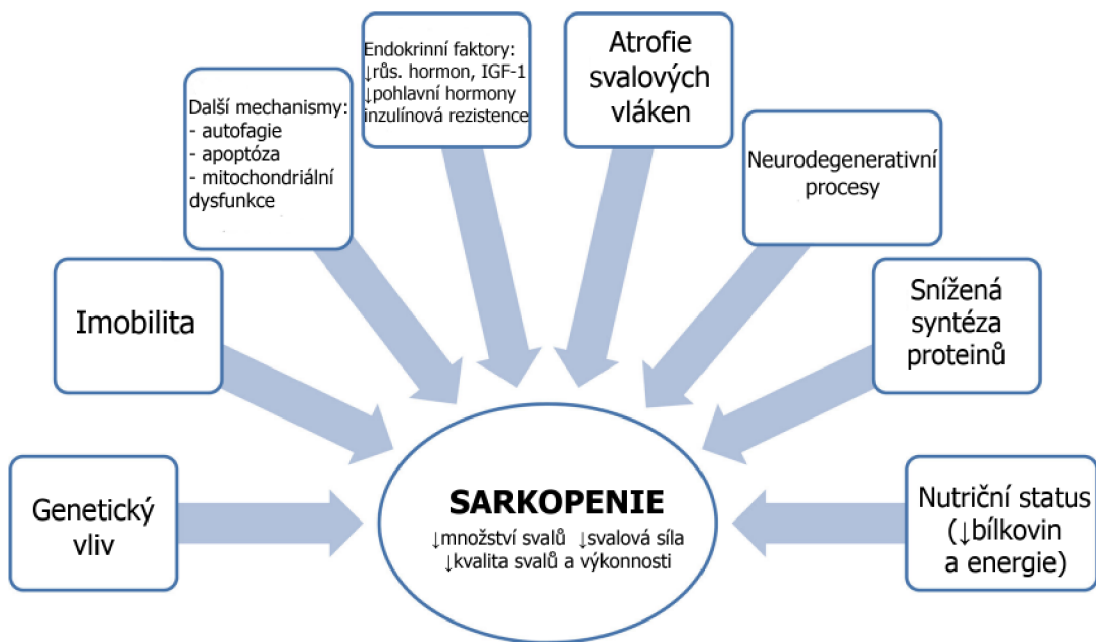 Endokrinní faktory:
↓růs. hormon, IGF-1
↓pohlavní hormony
inzulínová rezistence
Atrofie
svalových
vláken
Další mechanismy:
- autofagie
- apoptóza
- mitochondriální
dysfunkce
Neurodegenerativní
procesy
Imobilita
Snížená
syntéza
proteinů
Genetický
vliv
SARKOPENIE
↓množství svalů ↓svalová síla
↓kvalita svalů a výkonnosti
Nutriční status
(↓bílkovin
a energie)